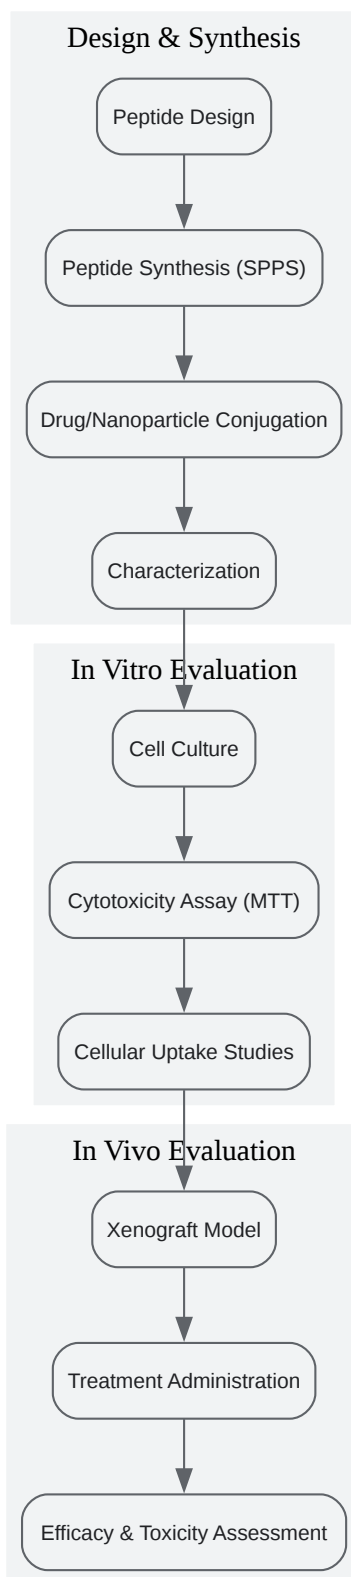 Design & Synthesis
Peptide Design
Peptide Synthesis (SPPS)
Drug/Nanoparticle Conjugation
Characterization
In Vitro Evaluation
Cell Culture
Cytotoxicity Assay (MTT)
Cellular Uptake Studies
In Vivo Evaluation
Xenograft Model
Treatment Administration
Efficacy & Toxicity Assessment